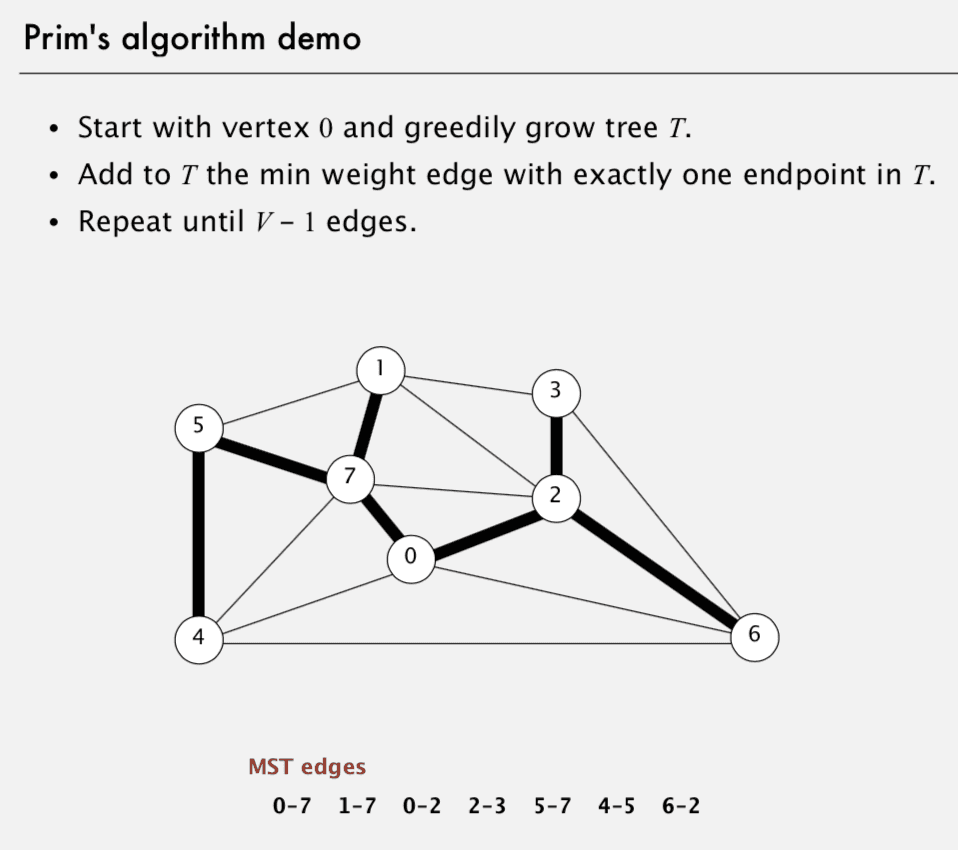 Prim's algorithm demo
• Start with vertex 0 and greedily grow tree T.
• Add to T the min weight edge with exactly one endpoint in T.
• Repeat until V – 1 edges.
1
3
5
7
2
0
4
6
MST edges
0-7 1-7 0-2 2-3 5-7 4-5 6-2